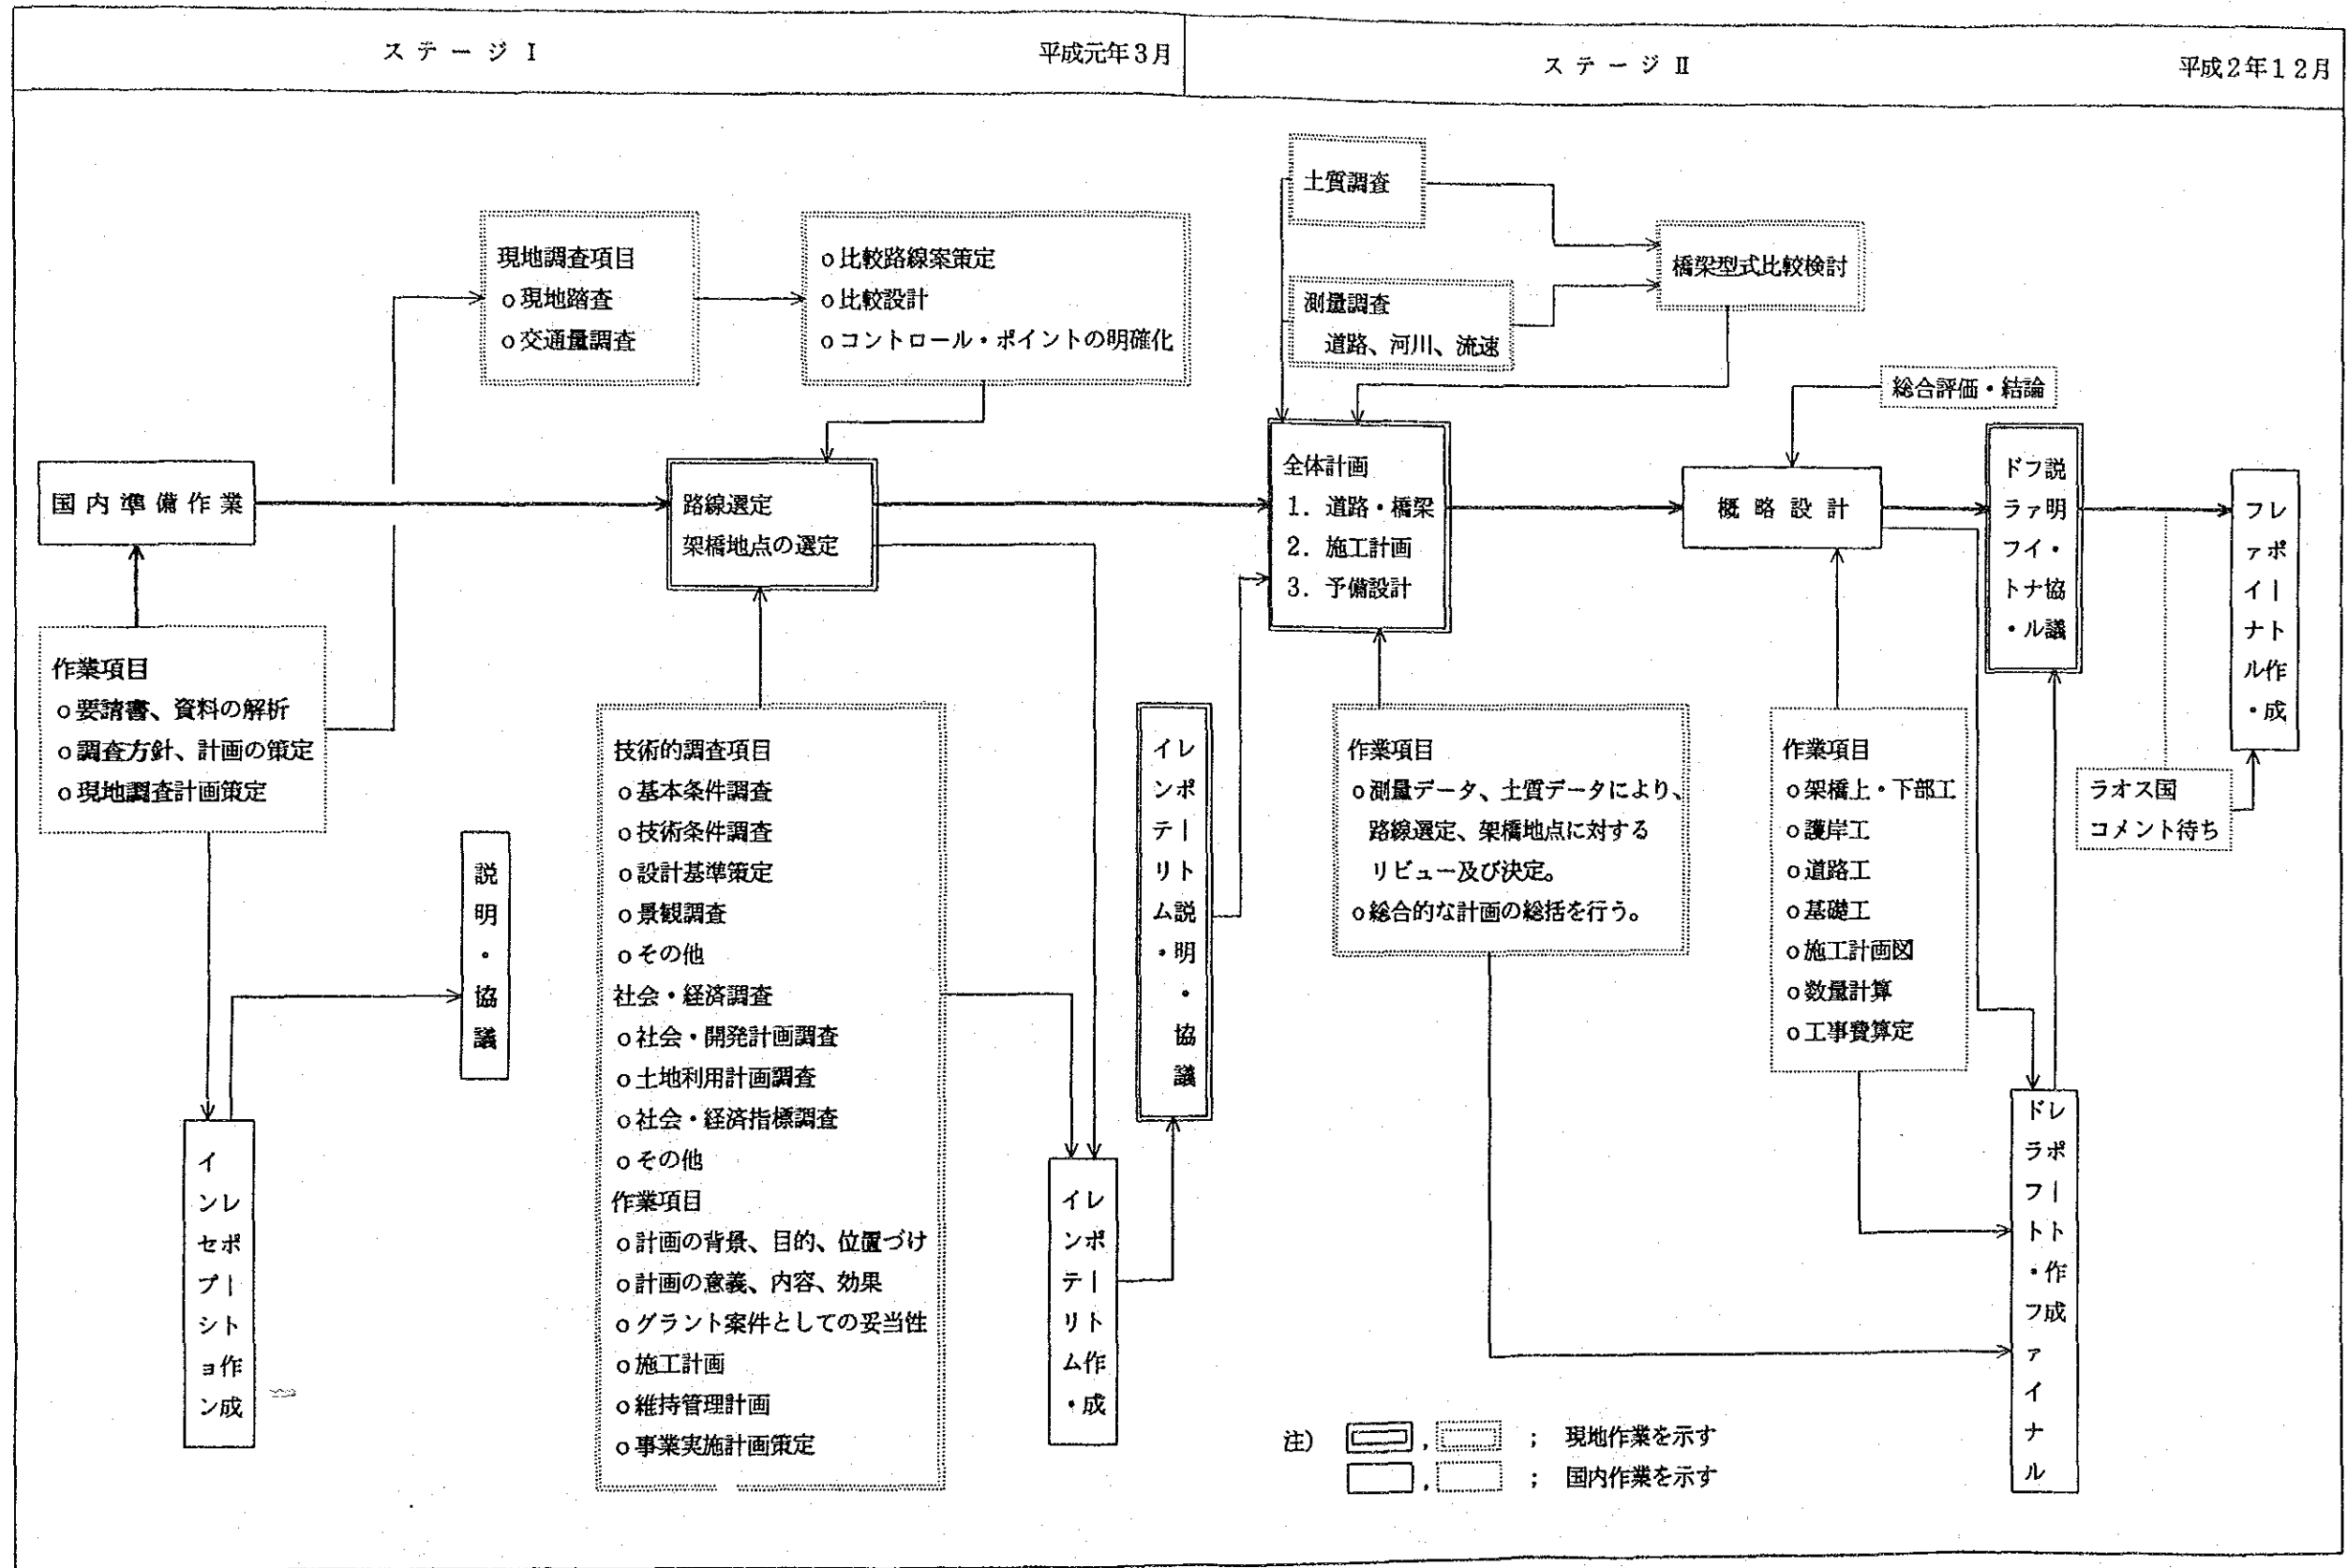 ステージⅠ
平成元年3月
ステージⅡ
平成2年12月
土質調査
測量調査
道路、河川、流速
橋梁型式比較検討
現地調査項目
o現地踏査
o交通量調査
o比較路線案策定
o比較設計
oコントロール・ポイントの明確化
総合評価・結論
国内準備作業
路線選定
架橋地点の選定
全体計画
1. 道路・橋梁
2. 施工計画
3. 予備設計
概略設計
ドラフト・
ファイナル
説明・協議
ファイナル・
レポート作成
作業項目
o要請書、資料の解析
o調査方針、計画の策定
o現地調査計画策定
説明・協議
技術的調査項目
o基本条件調査
o技術条件調査
o設計基準策定
o景観調査
oその他
社会・経済調査
o社会・開発計画調査
o土地利用計画調査
o社会・経済指標調査
oその他
作業項目
o計画の背景、目的、位置づけ
o計画の意義、内容、効果
oグラント案件としての妥当性
o施工計画
o維持管理計画
o事業実施計画策定
インテリム・
レポート説明・協議
作業項目
o測量データ、土質データにより、
路線選定、架橋地点に対する
リビュー及び決定。
o総合的な計画の総括を行う。
作業項目
o架橋上・下部工
o護岸工
o道路工
o基礎工
o施工計画図
o数量計算
o工事費算定
ラオス国
コメント待ち
インセプション
レポート作成
インテリム・
レポート作成
ドラフト・ファイナル
レポート作成
注)
, ; 現地作業を示す
, ; 国内作業を示す